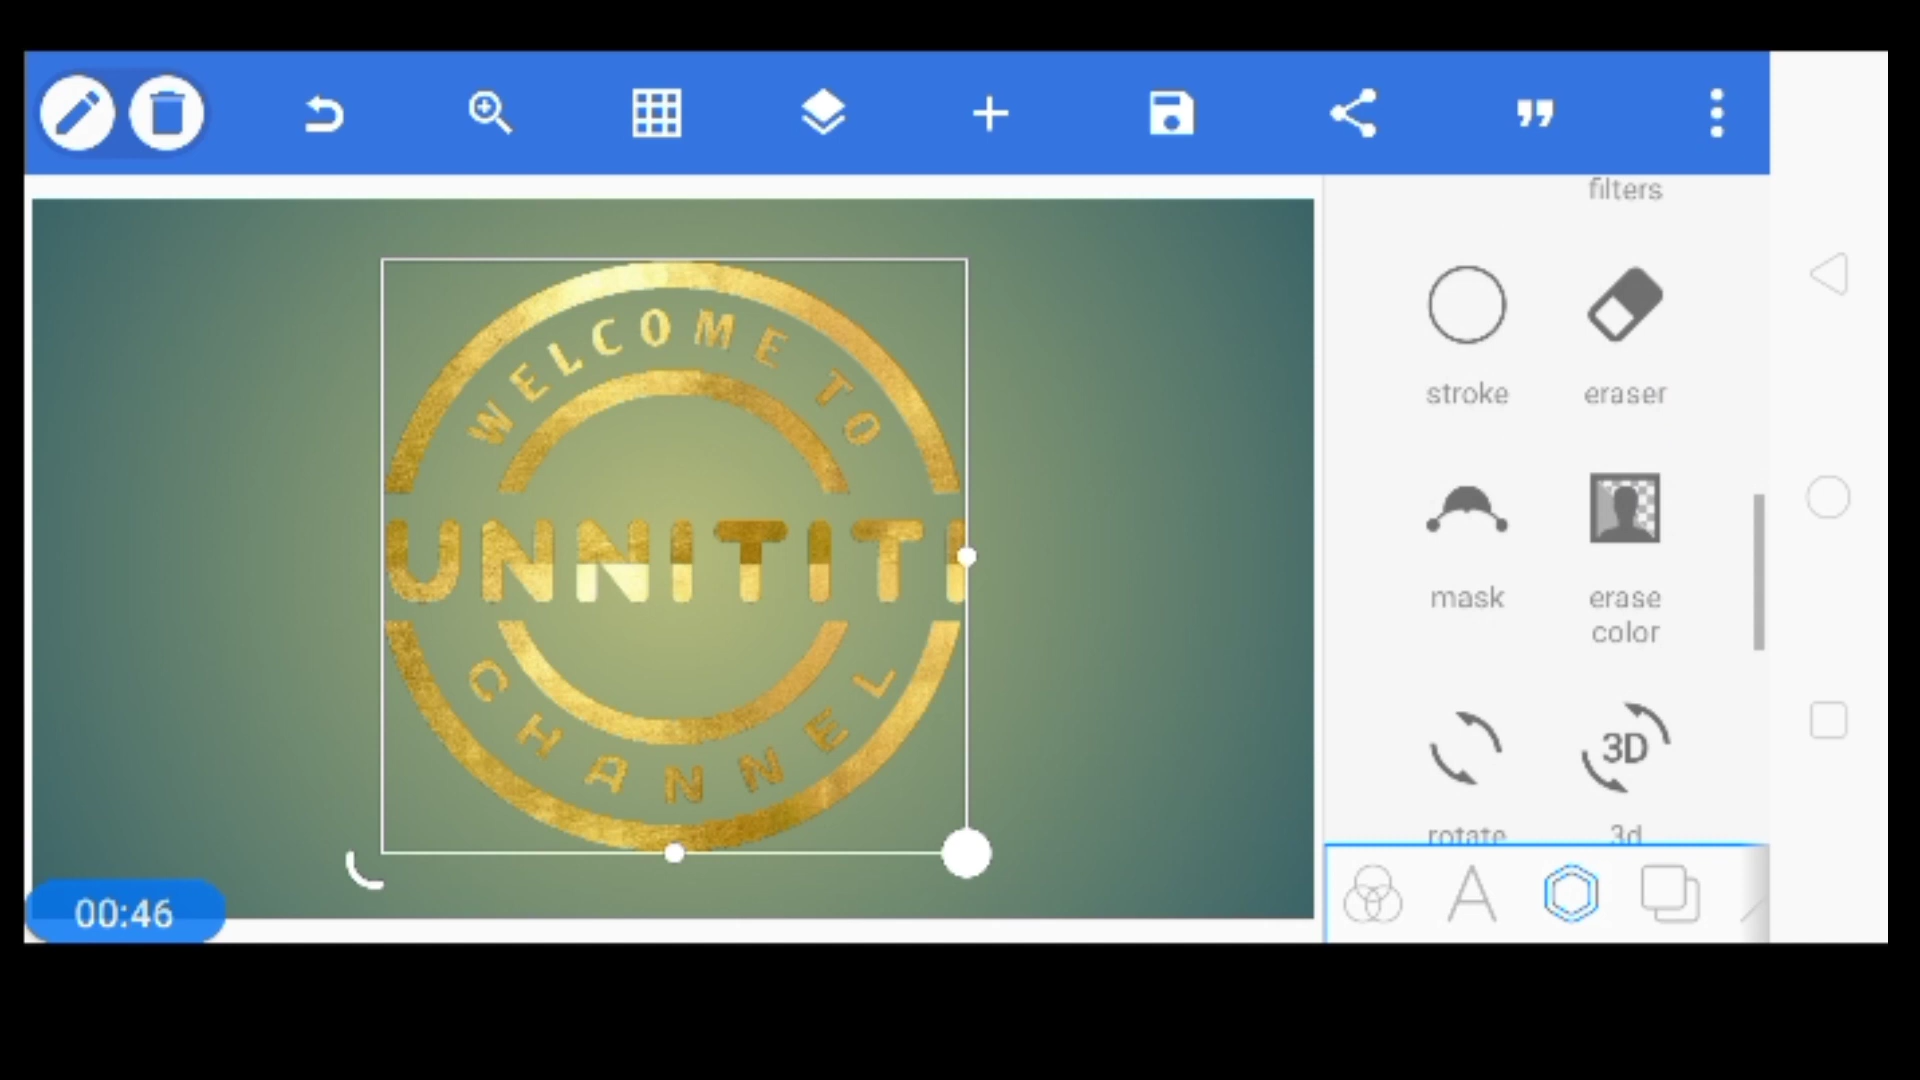 filters
WELCOME TO
stroke
eraser
UNNITITI
mask
erase
color
CHANNEL
3D
rotate
3d
00:46